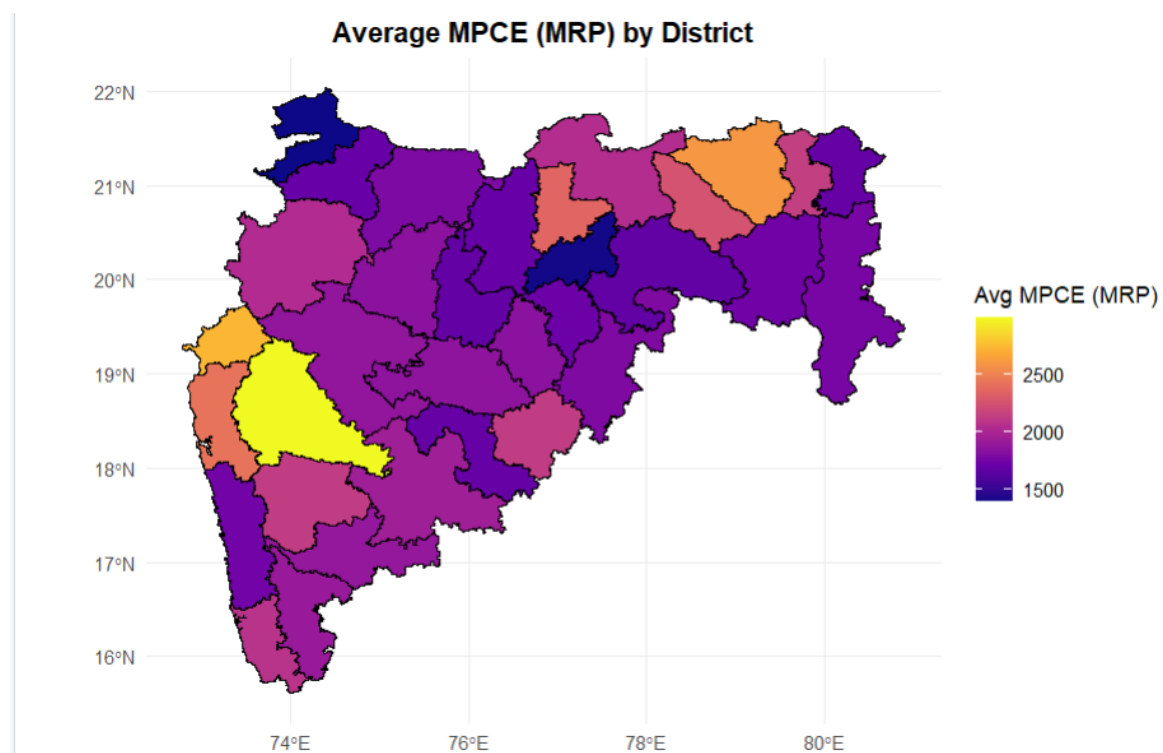 Average MPCE (MRP) by District
22°N
21°N
20°N
19°N
18°N
17°N
16°N
74°E 76°E 78°E 80°E
Avg MPCE (MRP)
2500
2000
1500